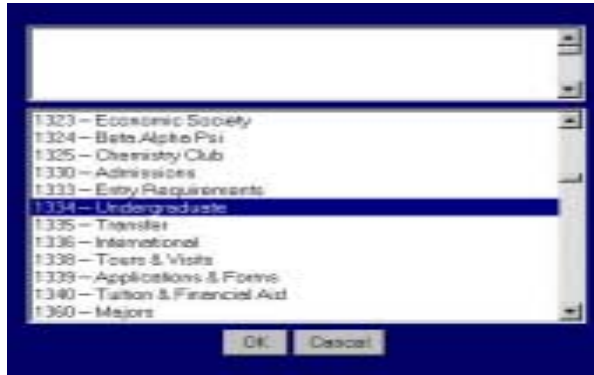 1323 – Economic Society
1324 – Beta Alpha Psi
1325 – Chemistry Club
1330 – Admissions
1333 – Entry Requirements
1334 – Undergraduate
1335 – Transfer
1336 – International
1338 – Tours & Visits
1339 – Applications & Forms
1340 – Tuition & Financial Aid
1360 – Majors
OK Cancel